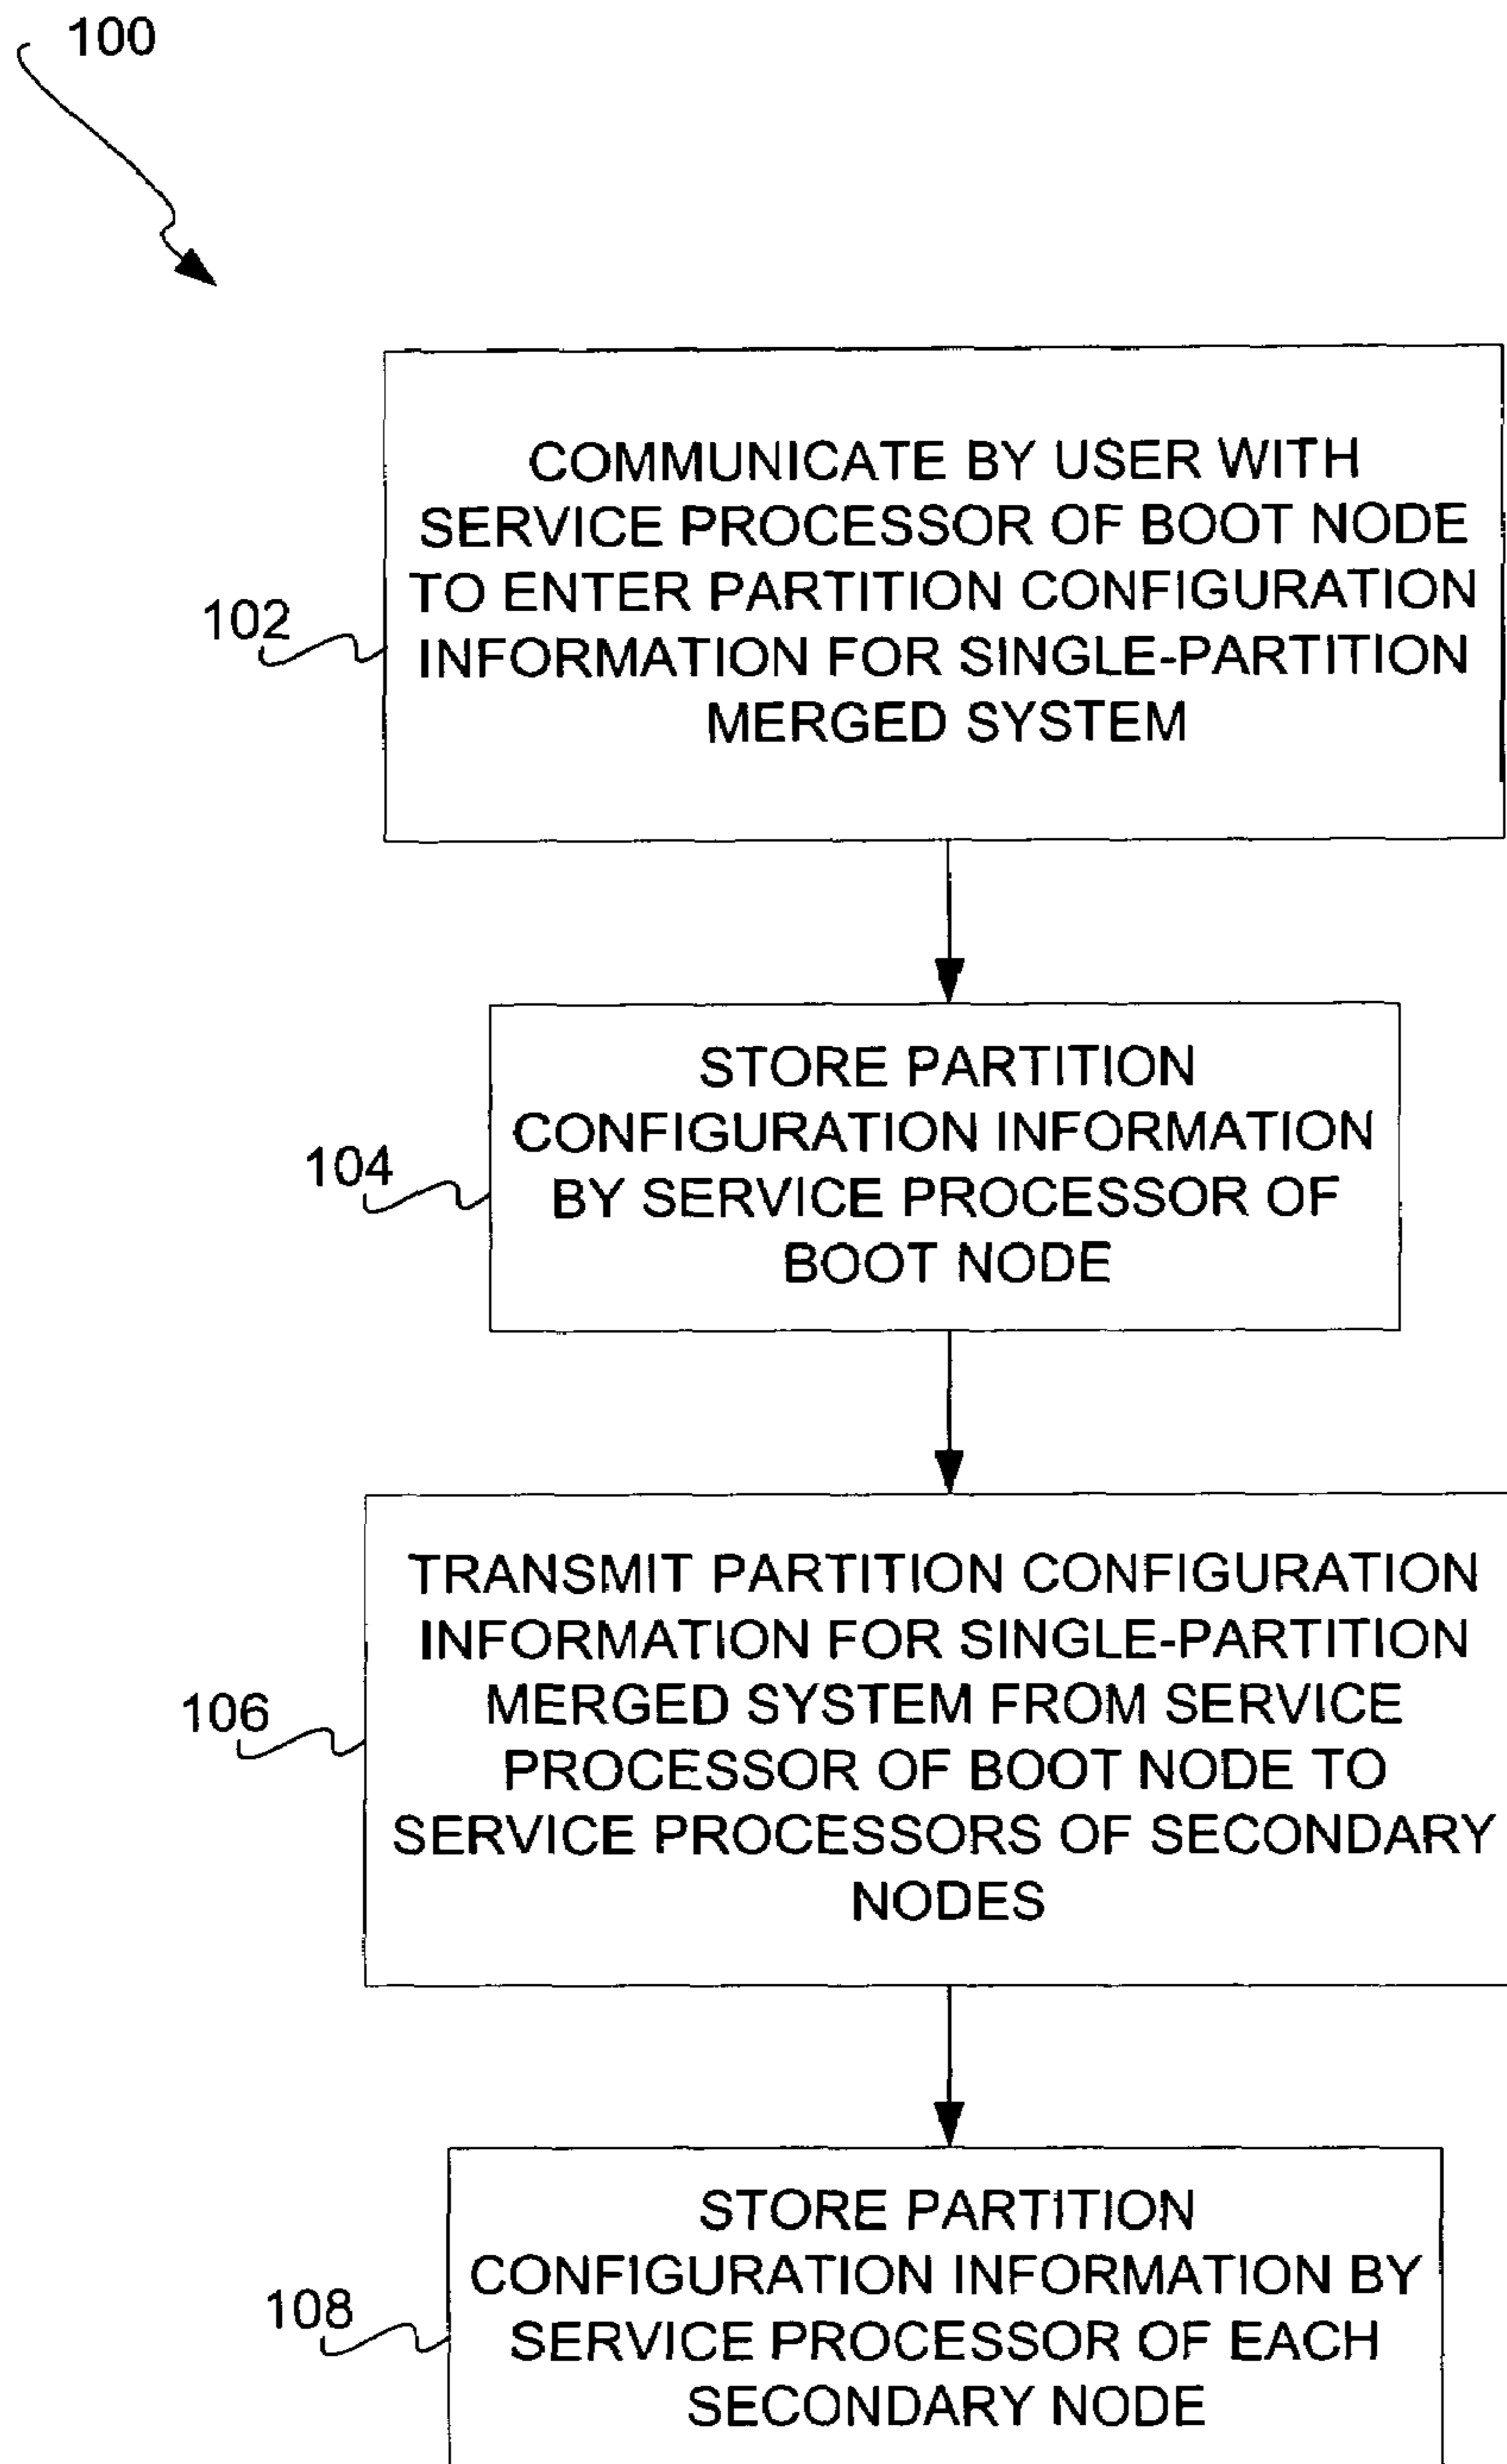 100
COMMUNICATE BY USER WITH
SERVICE PROCESSOR OF BOOT NODE
TO ENTER PARTITION CONFIGURATION
INFORMATION FOR SINGLE-PARTITION
MERGED SYSTEM
102
STORE PARTITION
CONFIGURATION INFORMATION
BY SERVICE PROCESSOR OF
BOOT NODE
104
TRANSMIT PARTITION CONFIGURATION
INFORMATION FOR SINGLE-PARTITION
MERGED SYSTEM FROM SERVICE
PROCESSOR OF BOOT NODE TO
SERVICE PROCESSORS OF SECONDARY
NODES
106
STORE PARTITION
CONFIGURATION INFORMATION BY
SERVICE PROCESSOR OF EACH
SECONDARY NODE
108